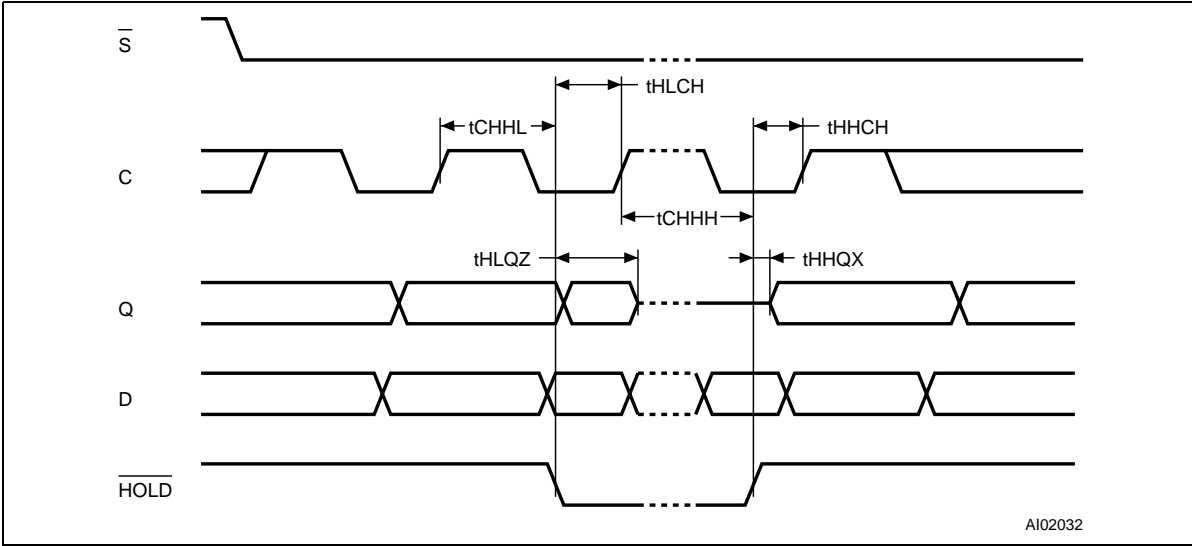 S
tHLCH
tCHHL
tHHCH
C
tCHHH
tHLQZ
tHHQX
Q
D
HOLD
AI02032